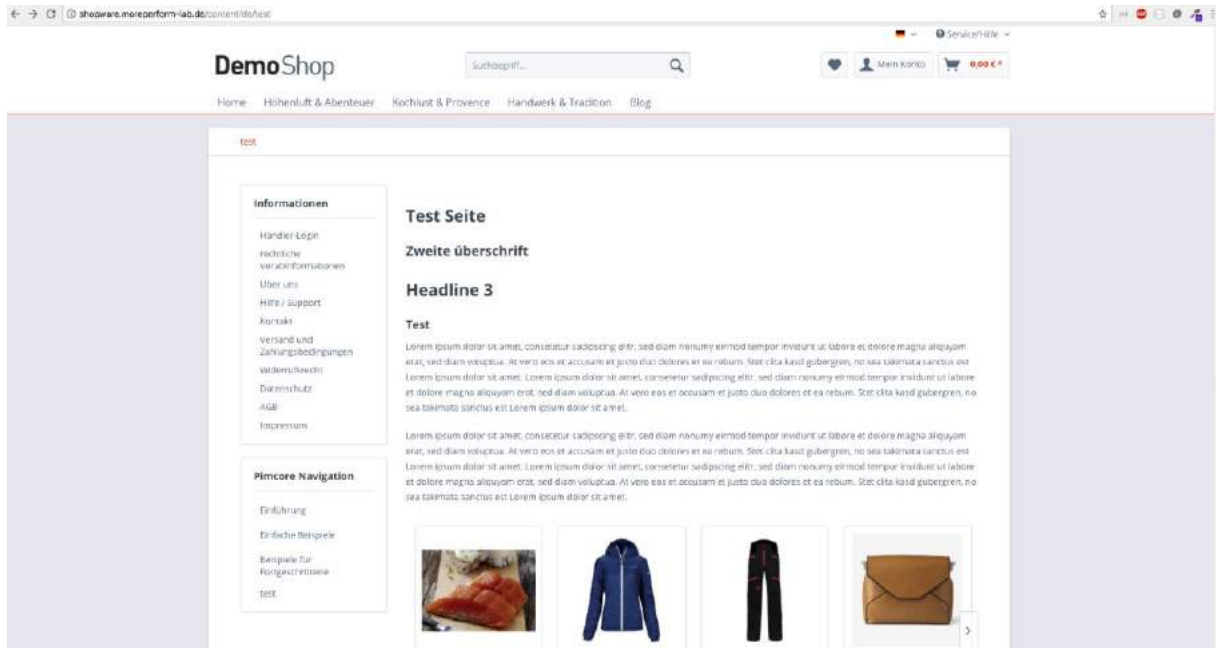 shopware.moreperform-lab.de/content/de/test
Service/Hilfe
DemoShop
Suchbegriff...
Mein Konto
0,00 € *
Home
Höhenluft & Abenteuer
Kochlust & Provence
Handwerk & Tradition
Blog
test
Informationen
Händler-Login
rechtliche
Vorabinformationen
Über uns
Hilfe / Support
Kontakt
Versand und
Zahlungsbedingungen
Widerrufsrecht
Datenschutz
AGB
Impressum
Pimcore Navigation
Einführung
Einfache Beispiele
Beispiele für
Fortgeschrittene
test
Test Seite
Zweite überschrift
Headline 3
Test
Lorem ipsum dolor sit amet, consetetur sadipscing elitr, sed diam nonumy eirmod tempor invidunt ut labore et dolore magna aliquyam
erat, sed diam voluptua. At vero eos et accusam et justo duo dolores et ea rebum. Stet clita kasd gubergren, no sea takimata sanctus est
Lorem ipsum dolor sit amet. Lorem ipsum dolor sit amet, consetetur sadipscing elitr, sed diam nonumy eirmod tempor invidunt ut labore
et dolore magna aliquyam erat, sed diam voluptua. At vero eos et accusam et justo duo dolores et ea rebum. Stet clita kasd gubergren, no
sea takimata sanctus est Lorem ipsum dolor sit amet.
Lorem ipsum dolor sit amet, consetetur sadipscing elitr, sed diam nonumy eirmod tempor invidunt ut labore et dolore magna aliquyam
erat, sed diam voluptua. At vero eos et accusam et justo duo dolores et ea rebum. Stet clita kasd gubergren, no sea takimata sanctus est
Lorem ipsum dolor sit amet. Lorem ipsum dolor sit amet, consetetur sadipscing elitr, sed diam nonumy eirmod tempor invidunt ut labore
et dolore magna aliquyam erat, sed diam voluptua. At vero eos et accusam et justo duo dolores et ea rebum. Stet clita kasd gubergren, no
sea takimata sanctus est Lorem ipsum dolor sit amet.